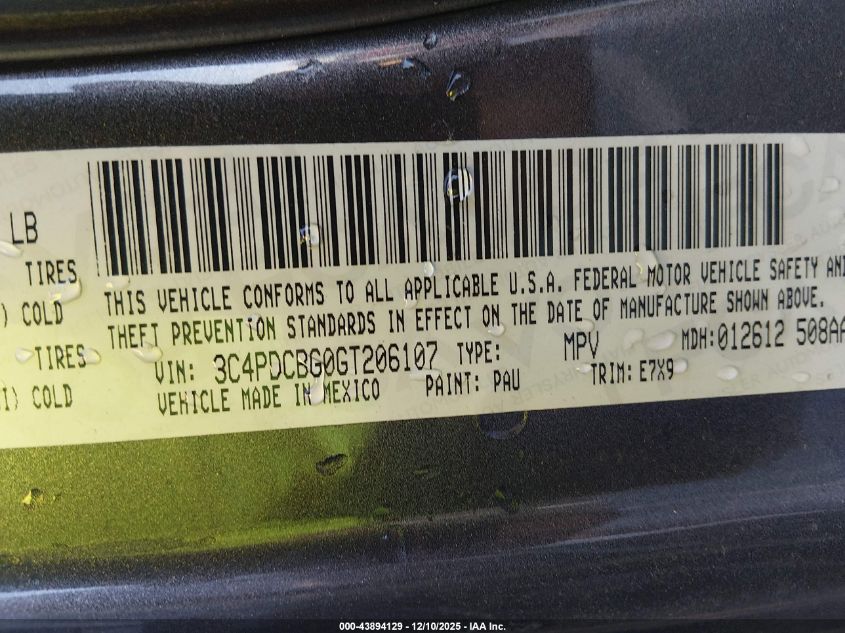 LB
TIRES
THIS VEHICLE CONFORMS TO ALL APPLICABLE U.S.A. FEDERAL MOTOR VEHICLE SAFETY AND
) COLD
THEFT PREVENTION STANDARDS IN EFFECT ON THE DATE OF MANUFACTURE SHOWN ABOVE.
TIRES
VIN: 3C4PDCBG0GT206107 TYPE: MPV MDH:012612 508AA
I) COLD
VEHICLE MADE IN MEXICO PAINT: PAU TRIM: E7X9
000-43894129 - 12/10/2025 - IAA Inc.